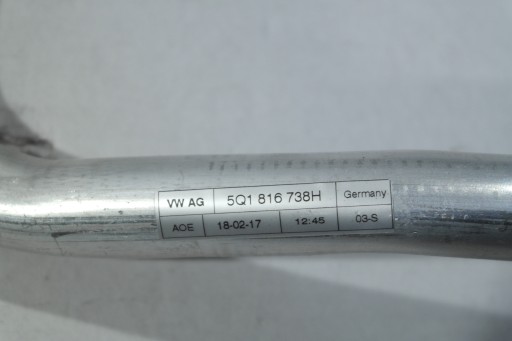 VW AG 5Q1 816 738H Germany
AOE 18-02-17 12:45 03-S